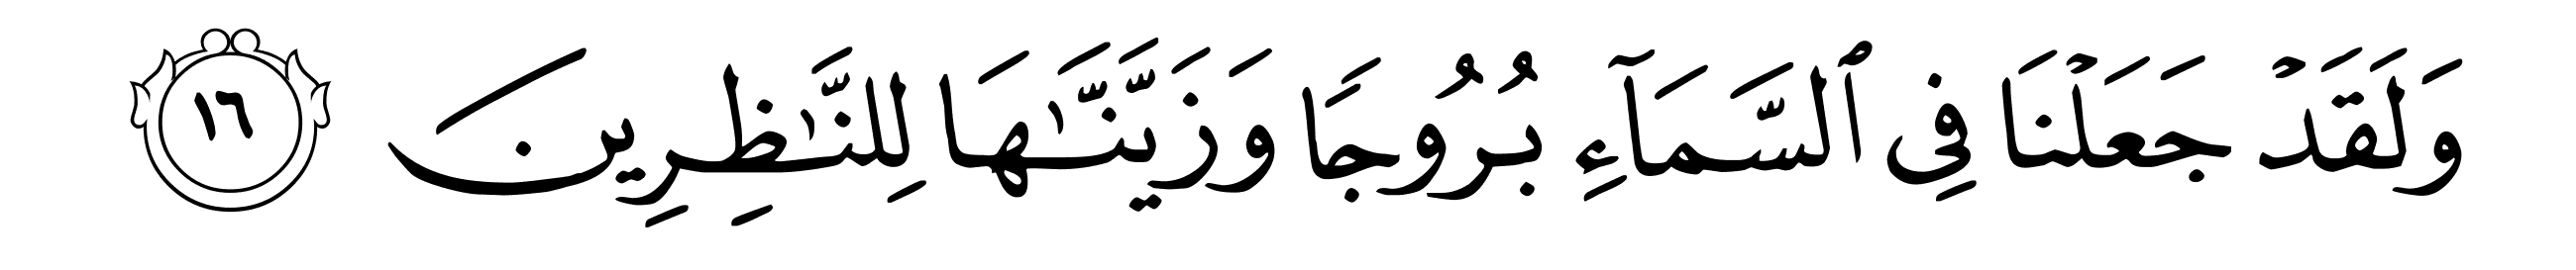 وَلَقَدْ جَعَلْنَا فِى ٱلسَّمَآءِ بُرُوجًا وَزَيَّنَّـٰهَا لِلنَّـٰظِرِينَ ١٦